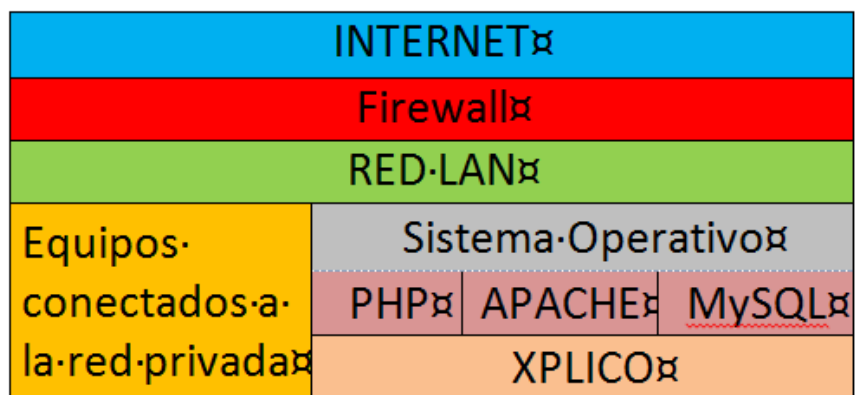 INTERNET¤
Firewall¤
RED·LAN¤
Equipos·
conectados·a·
la·red·privada¤
Sistema·Operativo¤
PHP¤ APACHE¤ MySQL¤
XPLICO¤